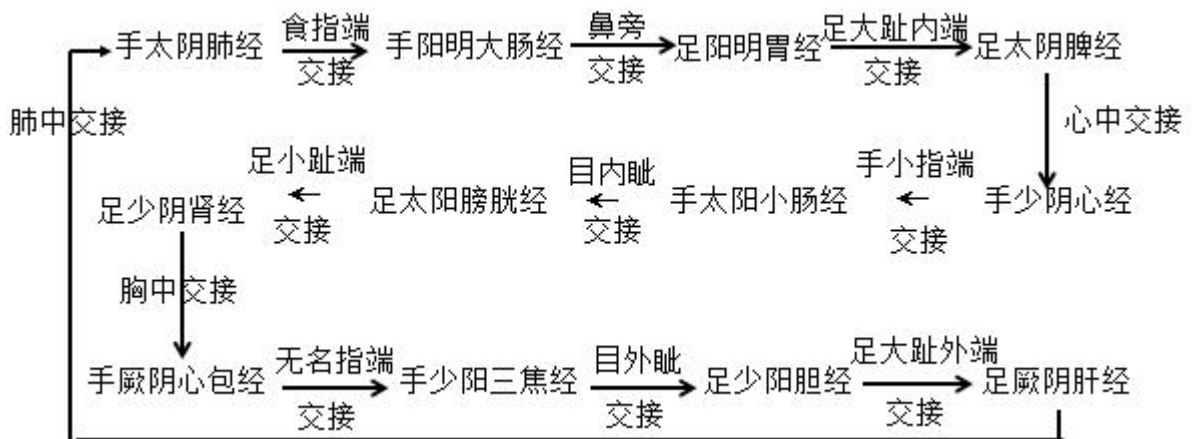 手太阴肺经 食指端 交接 手阳明大肠经 鼻旁 交接 足阳明胃经 足大趾内端 交接 足太阴脾经
肺中交接
心中交接
足少阴肾经 足小趾端 交接 足太阳膀胱经 目内眦 交接 手太阳小肠经 手小指端 交接 手少阴心经
胸中交接
手厥阴心包经 无名指端 交接 手少阳三焦经 目外眦 交接 足少阳胆经 足大趾外端 交接 足厥阴肝经